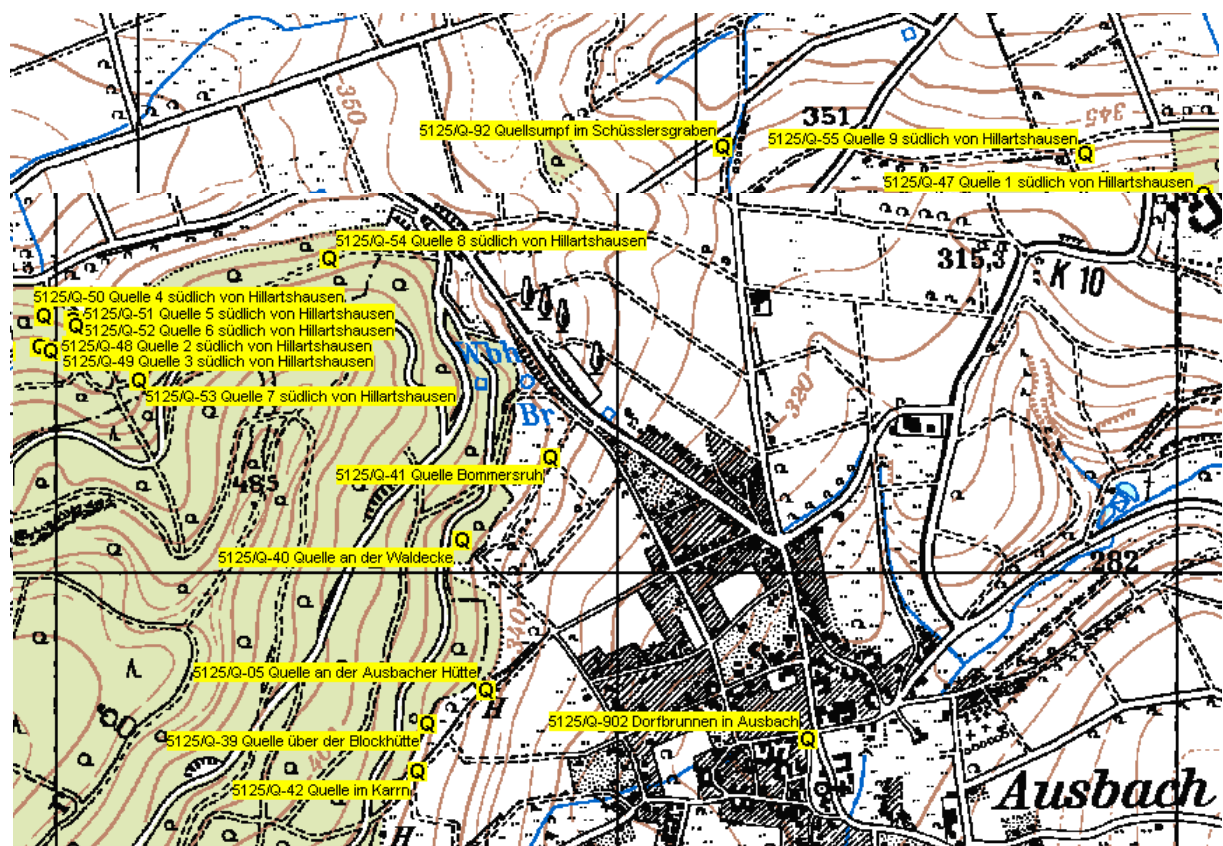 350
5125/Q-92 Quellsumpf im Schüsslersgraben
Q
351
345
5125/Q-55 Quelle 9 südlich von Hillartshausen
Q
5125/Q-47 Quelle 1 südlich von Hillartshausen
Q
5125/Q-54 Quelle 8 südlich von Hillartshausen
Q
315,3
K 10
5125/Q-50 Quelle 4 südlich von Hillartshausen
Q
5125/Q-51 Quelle 5 südlich von Hillartshausen
Q
5125/Q-52 Quelle 6 südlich von Hillartshausen
5125/Q-48 Quelle 2 südlich von Hillartshausen
Q
5125/Q-49 Quelle 3 südlich von Hillartshausen
Q
5125/Q-53 Quelle 7 südlich von Hillartshausen
Wbh
Br
320
5125/Q-41 Quelle Bommersruh
Q
485
5125/Q-40 Quelle an der Waldecke
Q
282
340
5125/Q-05 Quelle an der Ausbacher Hütte
Q
H
5125/Q-902 Dorfbrunnen in Ausbach
Q
5125/Q-39 Quelle über der Blockhütte
Q
5125/Q-42 Quelle im Karrn
Q
Ausbach
H